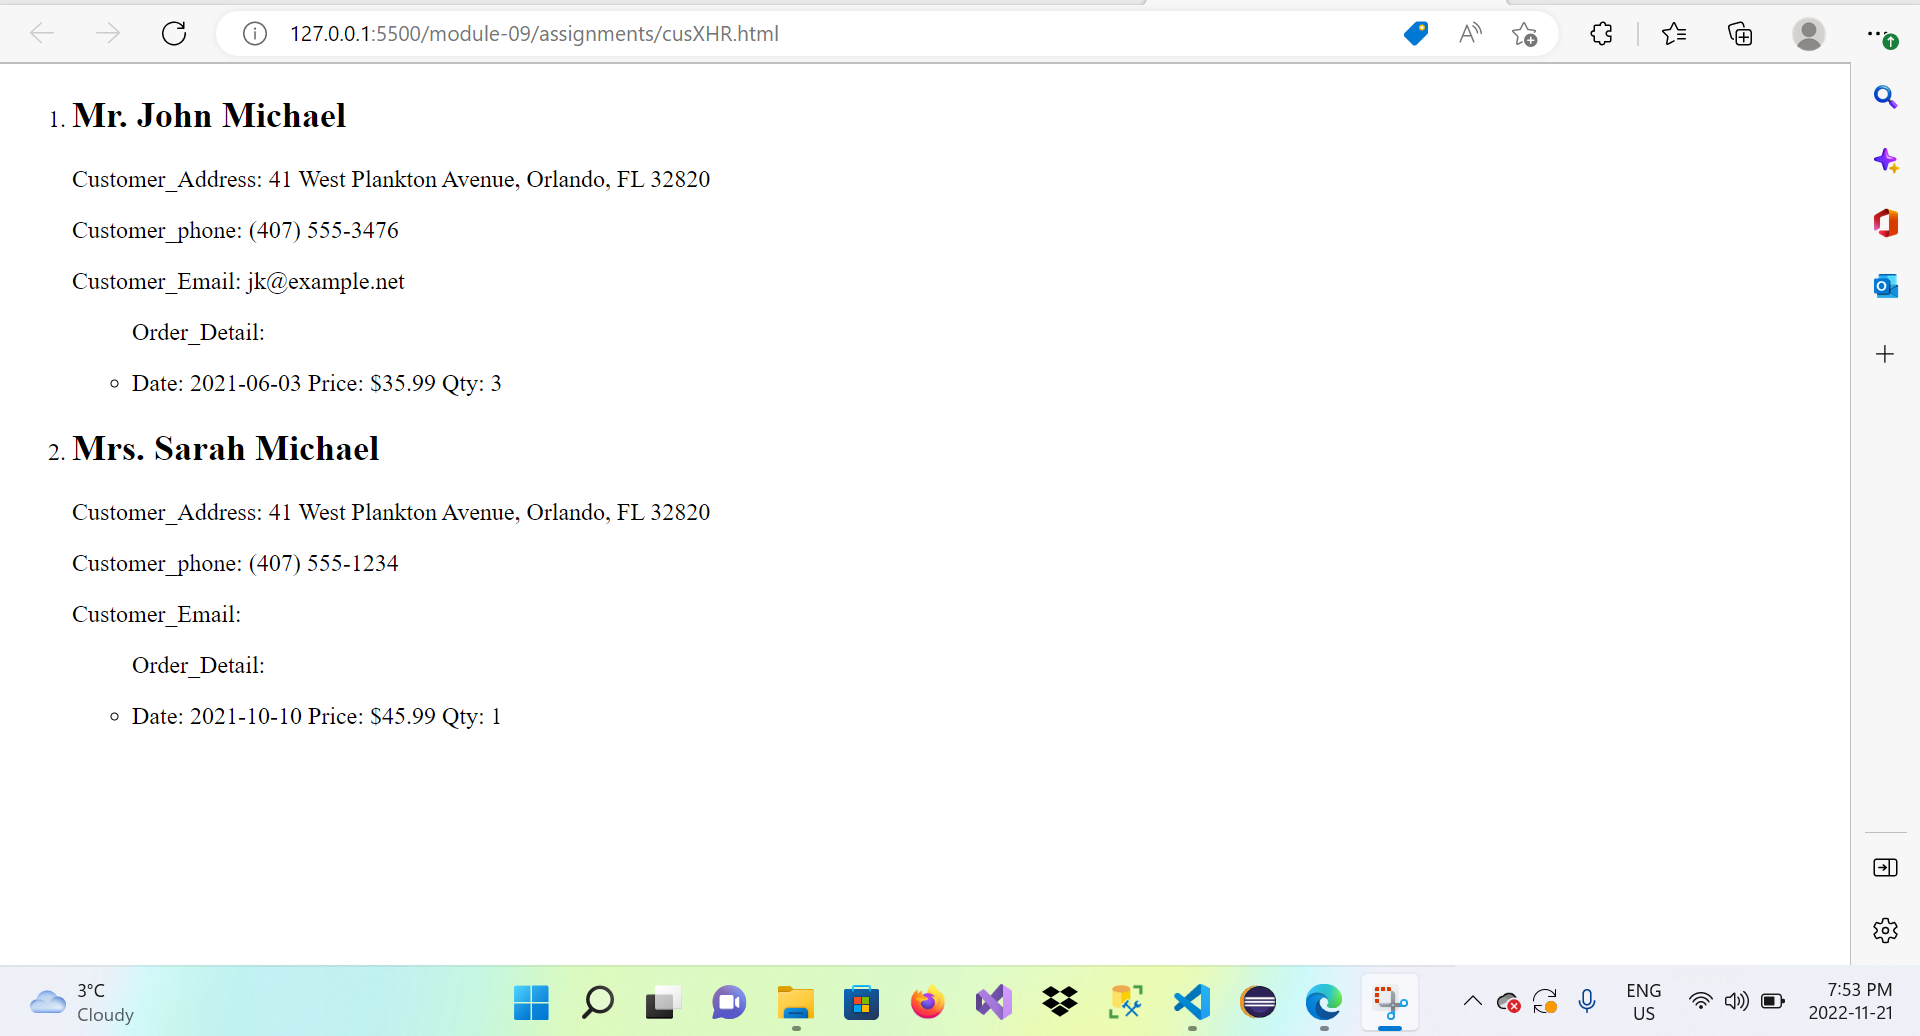 127.0.0.1:5500/module-09/assignments/cusXHR.html
1. Mr. John Michael
Customer_Address: 41 West Plankton Avenue, Orlando, FL 32820
Customer_phone: (407) 555-3476
Customer_Email: jk@example.net
Order_Detail:
Date: 2021-06-03 Price: $35.99 Qty: 3
2. Mrs. Sarah Michael
Customer_Address: 41 West Plankton Avenue, Orlando, FL 32820
Customer_phone: (407) 555-1234
Customer_Email:
Order_Detail:
Date: 2021-10-10 Price: $45.99 Qty: 1
3°C
Cloudy
ENG
US
7:53 PM
2022-11-21